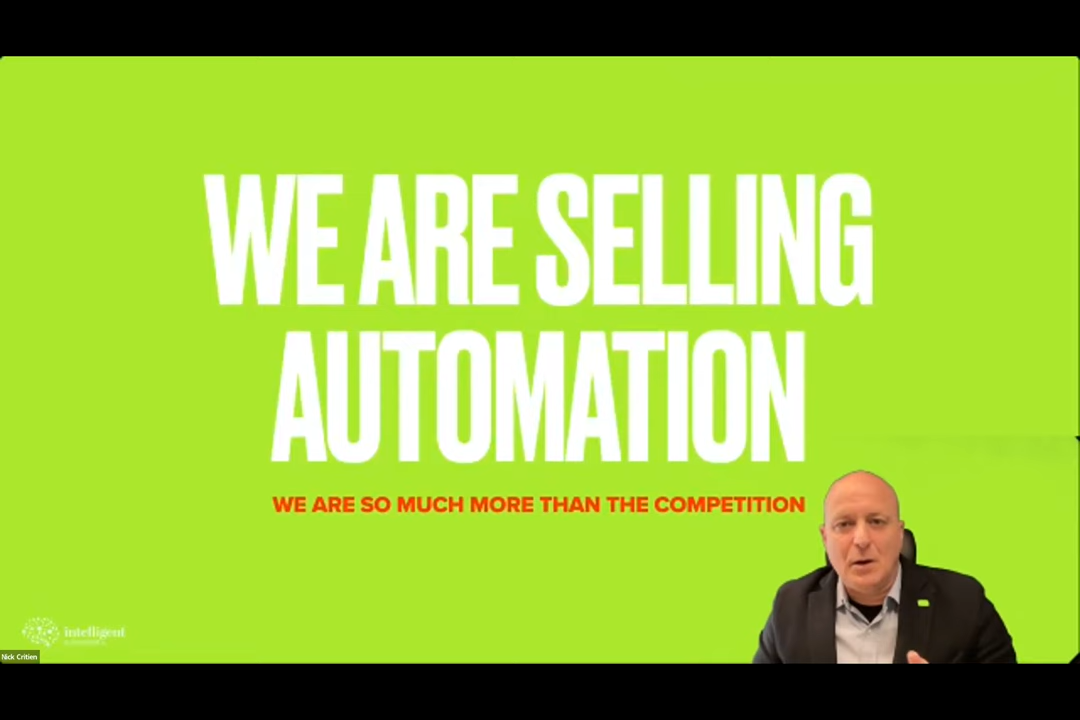 WE ARE SELLING
AUTOMATION
WE ARE SO MUCH MORE THAN THE COMPETITION
intelligent
Nick Critien